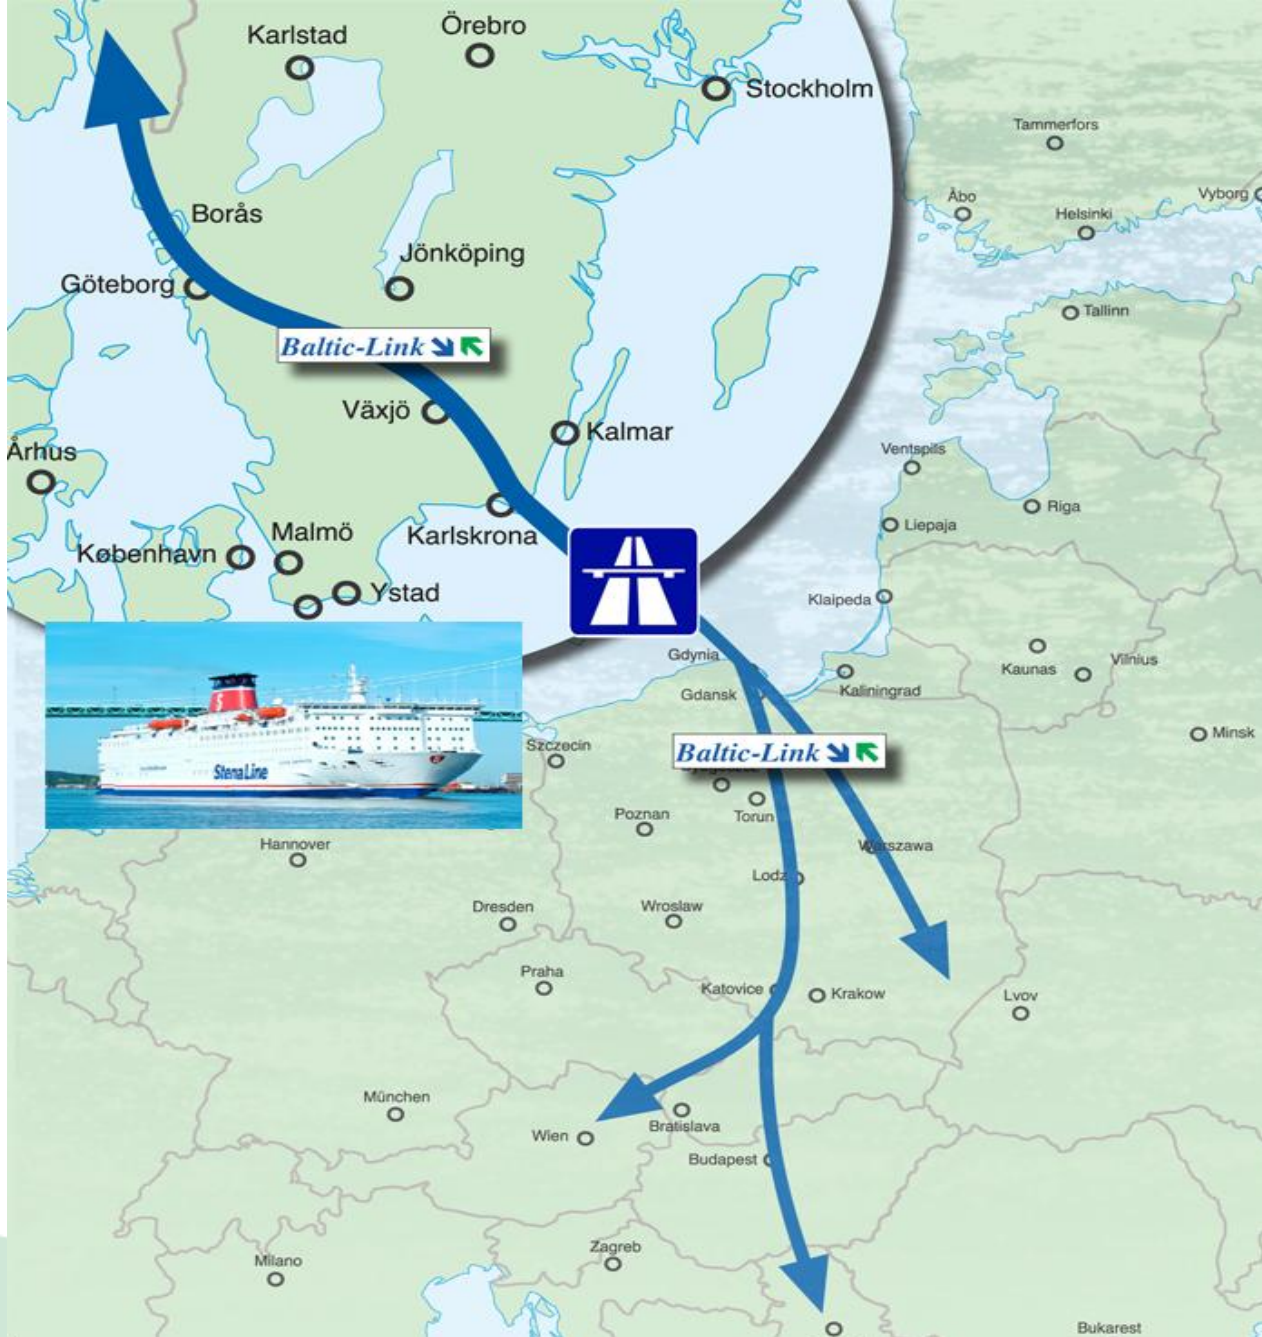 Örebro
Karlstad
Stockholm
Tammerfors
Åbo
Vyborg
Helsinki
Borås
Jönköping
Göteborg
Tallinn
Baltic-Link
Växjö
Kalmar
Århus
Ventspils
Riga
Liepaja
Malmö
Karlskrona
København
Ystad
Klaipeda
Gdynia
Kaunas
Vilnius
Gdansk
Kaliningrad
Minsk
Szczecin
Baltic-Link
StenaLine
Poznan
Torun
Hannover
Warszawa
Lodz
Dresden
Wroslaw
Praha
Katovice
Krakow
Lvov
München
Bratislava
Wien
Budapest
Zagreb
Milano
Bukarest